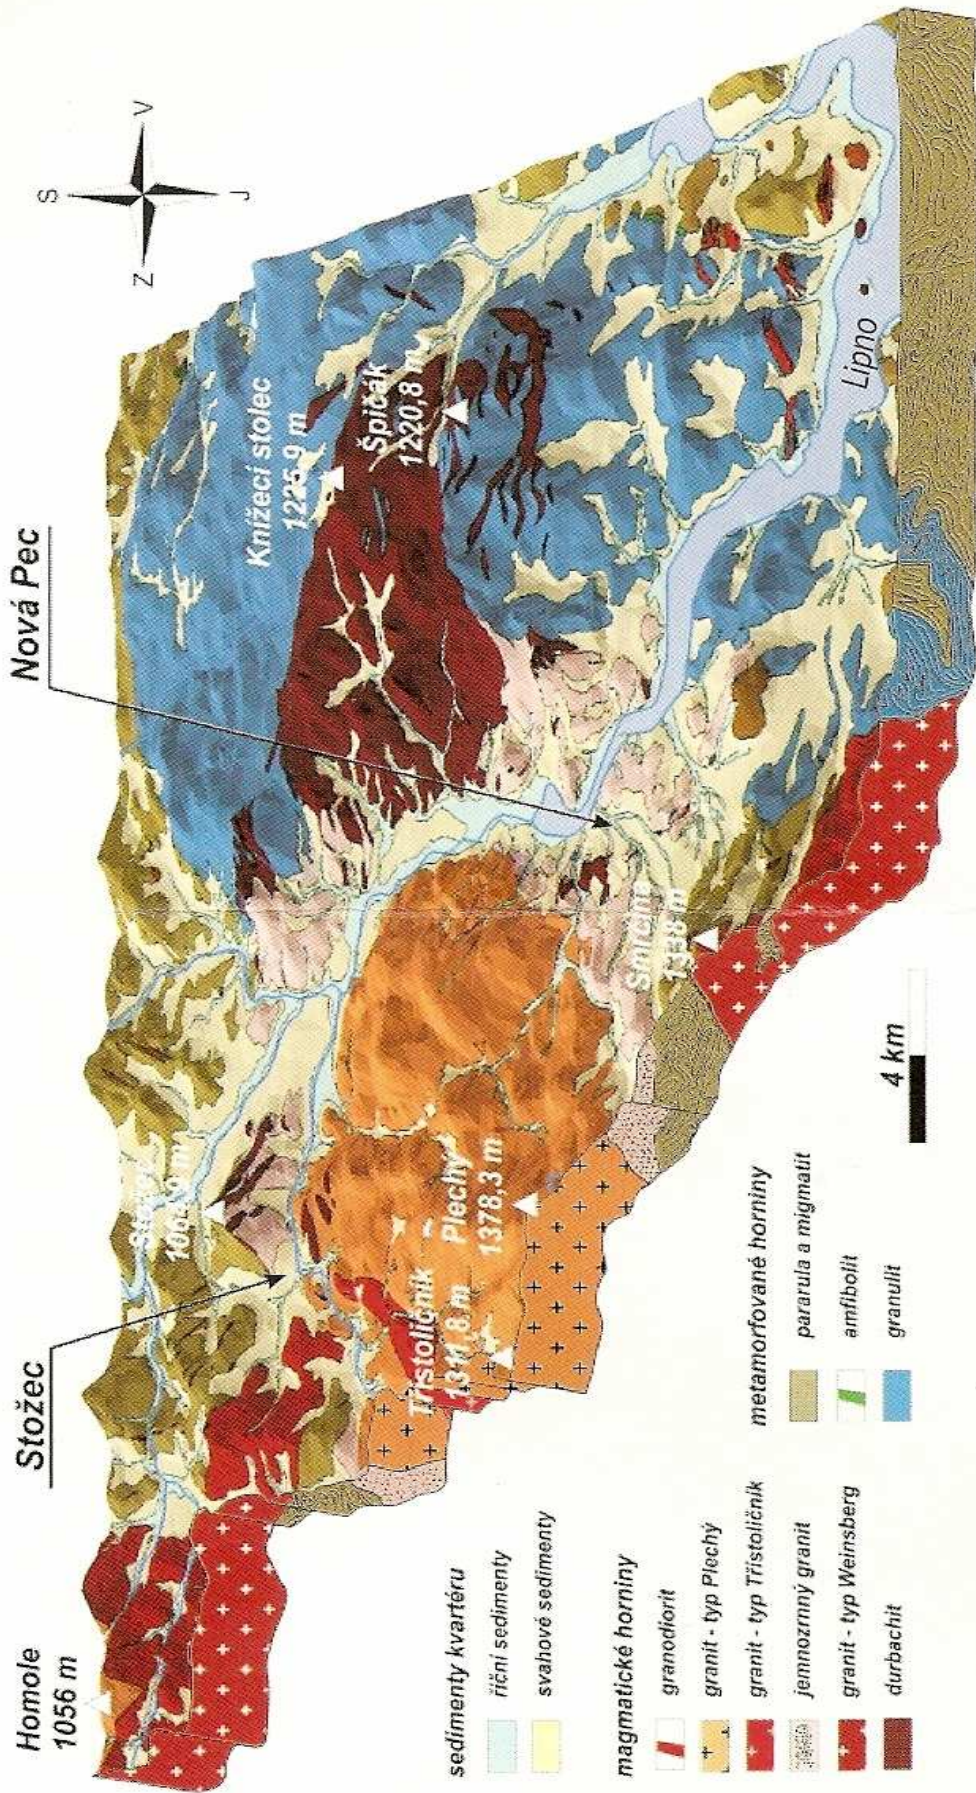 Homole
1056 m
Stožec
Nová Pec
S
Z
V
J
Stožec
m
Knížecí stolec
1225,9 m
Špičák
1220,8 m
Třístoličník
1311,8 m
Plechý
1378,3 m
Smrčina
1338 m
Lipno
4 km
sedimenty kvartéru
říční sedimenty
svahové sedimenty
magmatické horniny
granodiorit
granit - typ Plechý
granit - typ Třístoličník
jemnozrnný granit
granit - typ Weinsberg
durbachit
metamorfované horniny
pararula a migmatit
amfibolit
granulit